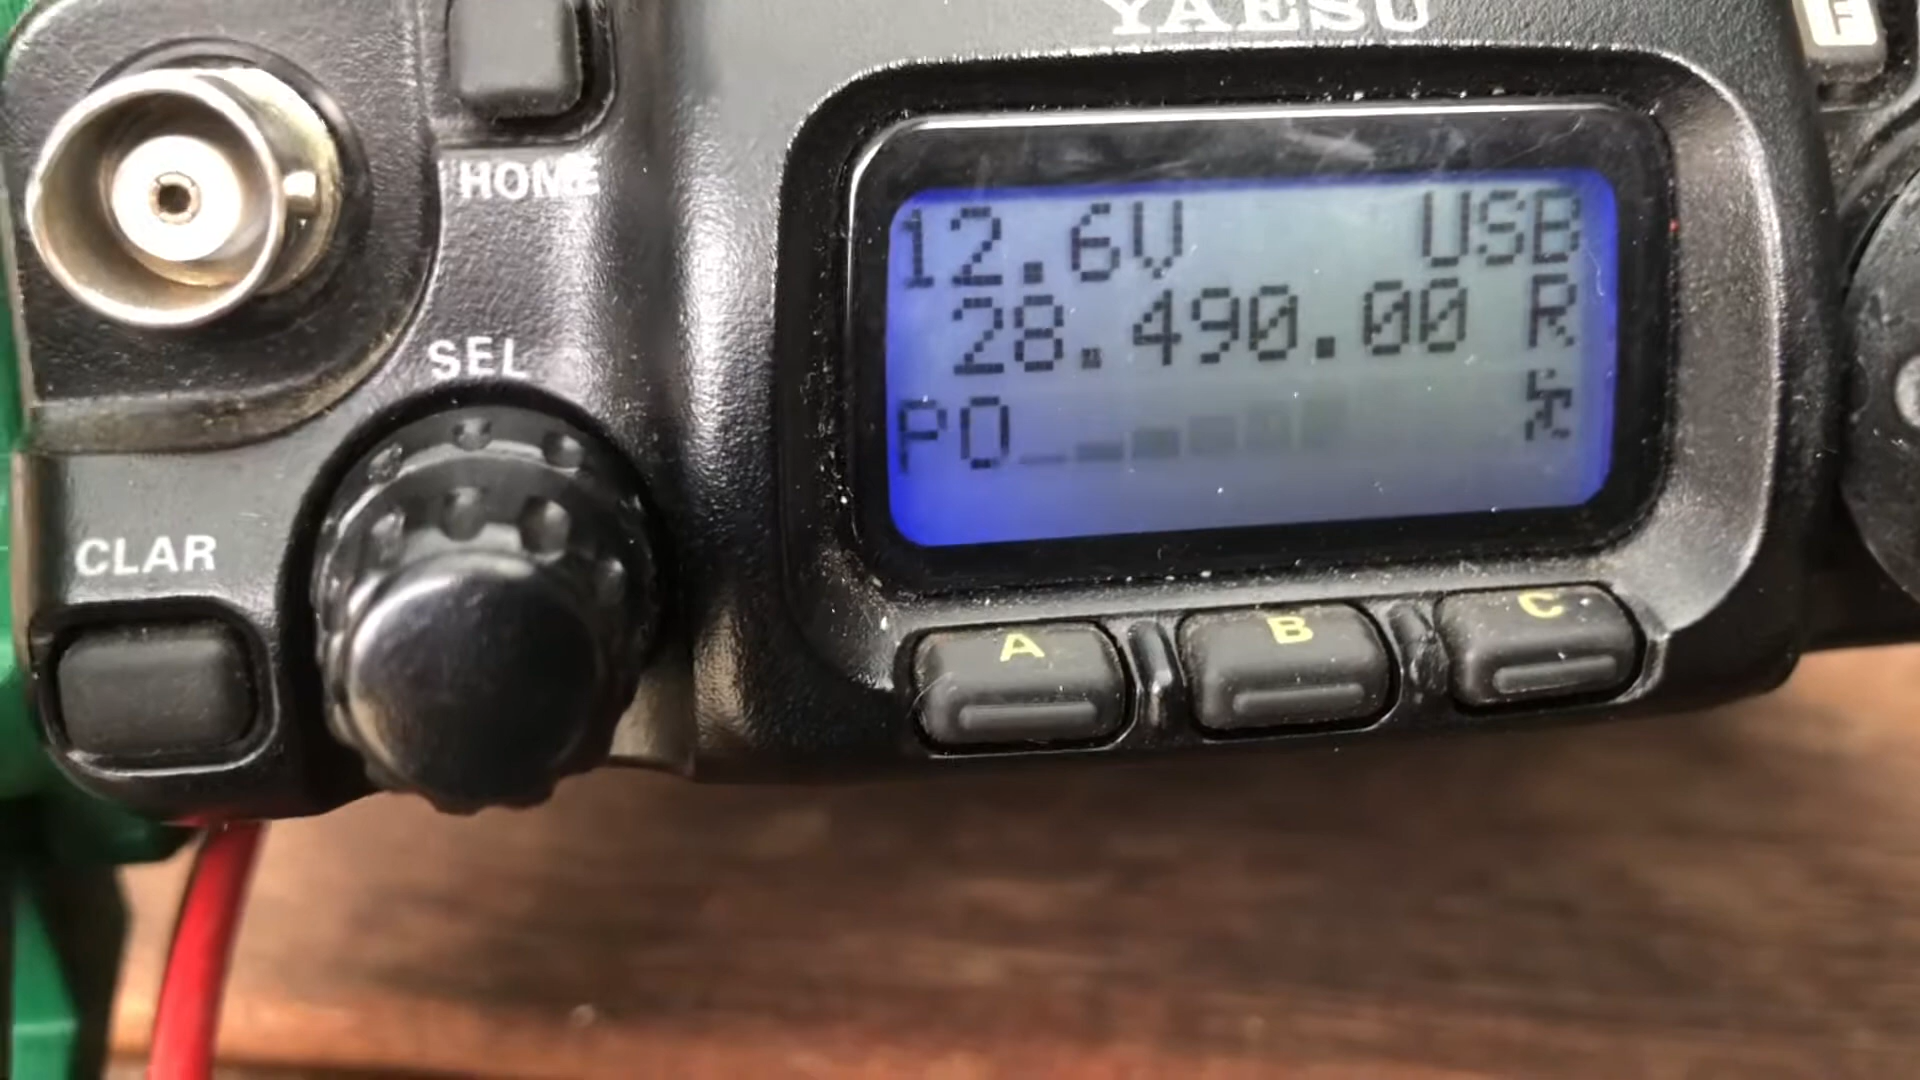 YAESU
F
HOME
12.6V USB
28.490.00 R
SEL
PO
CLAR
A B C